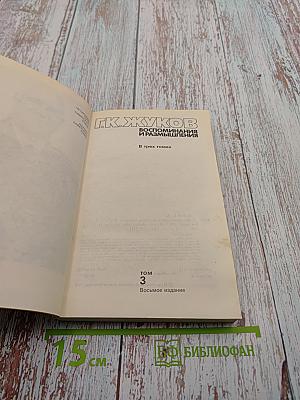 Г.К.ЖУКОВ
ВОСПОМИНАНИЯ
И РАЗМЫШЛЕНИЯ
В трех томах
ТОМ
3
Восьмое издание
15 см.
БИБЛИОФАН